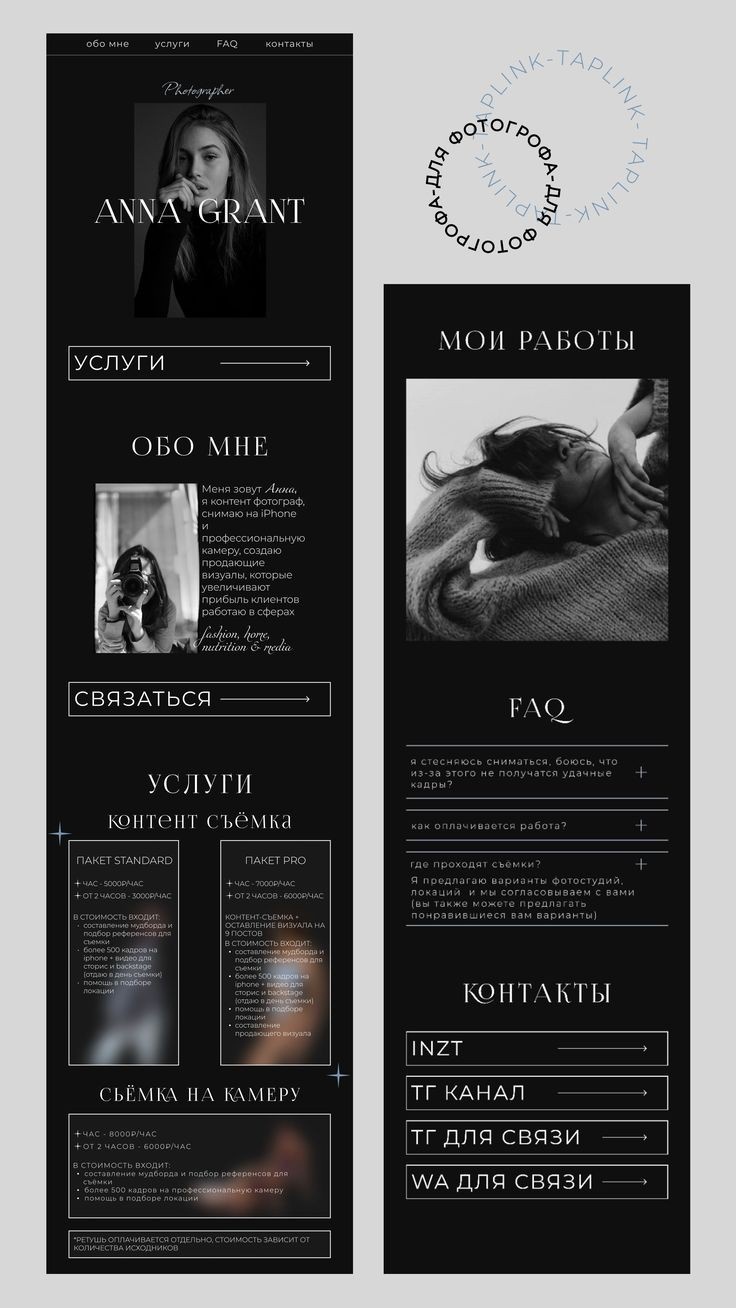 обо мне услуги FAQ контакты
Photographer
ANNA GRANT
УСЛУГИ
ОБО МНЕ
Меня зовут Анна,
я контент фотограф,
снимаю на iPhone
и
профессиональную
камеру, создаю
продающие
визуалы, которые
увеличивают
прибыль клиентов
работаю в сферах
fashion, home,
nutrition & media
СВЯЗАТЬСЯ
УСЛУГИ
КОНТЕНТ СЪЁМКА
ПАКЕТ STANDARD
ЧАС - 5000Р/ЧАС
ОТ 2 ЧАСОВ - 3000Р/ЧАС
В СТОИМОСТЬ ВХОДИТ:
• составление мудборда и
подбор референсов для
съемки
• более 500 кадров на
iphone + видео для
сторис и backstage
(отдаю в день съемки)
• помощь в подборе
локации
ПАКЕТ PRO
ЧАС - 7000Р/ЧАС
ОТ 2 ЧАСОВ - 6000Р/ЧАС
КОНТЕНТ-СЪЕМКА +
ОСТАВЛЕНИЕ ВИЗУАЛА НА
9 ПОСТОВ
В СТОИМОСТЬ ВХОДИТ:
• составление мудборда и
подбор референсов для
съемки
• более 500 кадров на
iphone + видео для
сторис и backstage
(отдаю в день съемки)
• помощь в подборе
локации
• составление
продающего визуала
СЪЁМКА НА КАМЕРУ
ЧАС - 8000Р/ЧАС
ОТ 2 ЧАСОВ - 6000Р/ЧАС
В СТОИМОСТЬ ВХОДИТ:
• составление мудборда и подбор референсов для
съёмки
• более 500 кадров на профессиональную камеру
• помощь в подборе локации
*РЕТУШЬ ОПЛАЧИВАЕТСЯ ОТДЕЛЬНО, СТОИМОСТЬ ЗАВИСИТ ОТ
КОЛИЧЕСТВА ИСХОДНИКОВ
TAPLINK-TAPLINK-TAPLINK-TAPLINK-TAPLINK-
ДЛЯ ФОТОГРОФА-ДЛЯ ФОТОГРОФА-
МОИ РАБОТЫ
FAQ
я стесняюсь сниматься, боюсь, что
из-за этого не получатся удачные
кадры?
как оплачивается работа?
где проходят съёмки?
Я предлагаю варианты фотостудий,
локаций и мы согласовываем с вами
(вы также можете предлагать
понравившиеся вам варианты)
КОНТАКТЫ
INZT
ТГ КАНАЛ
ТГ ДЛЯ СВЯЗИ
WA ДЛЯ СВЯЗИ